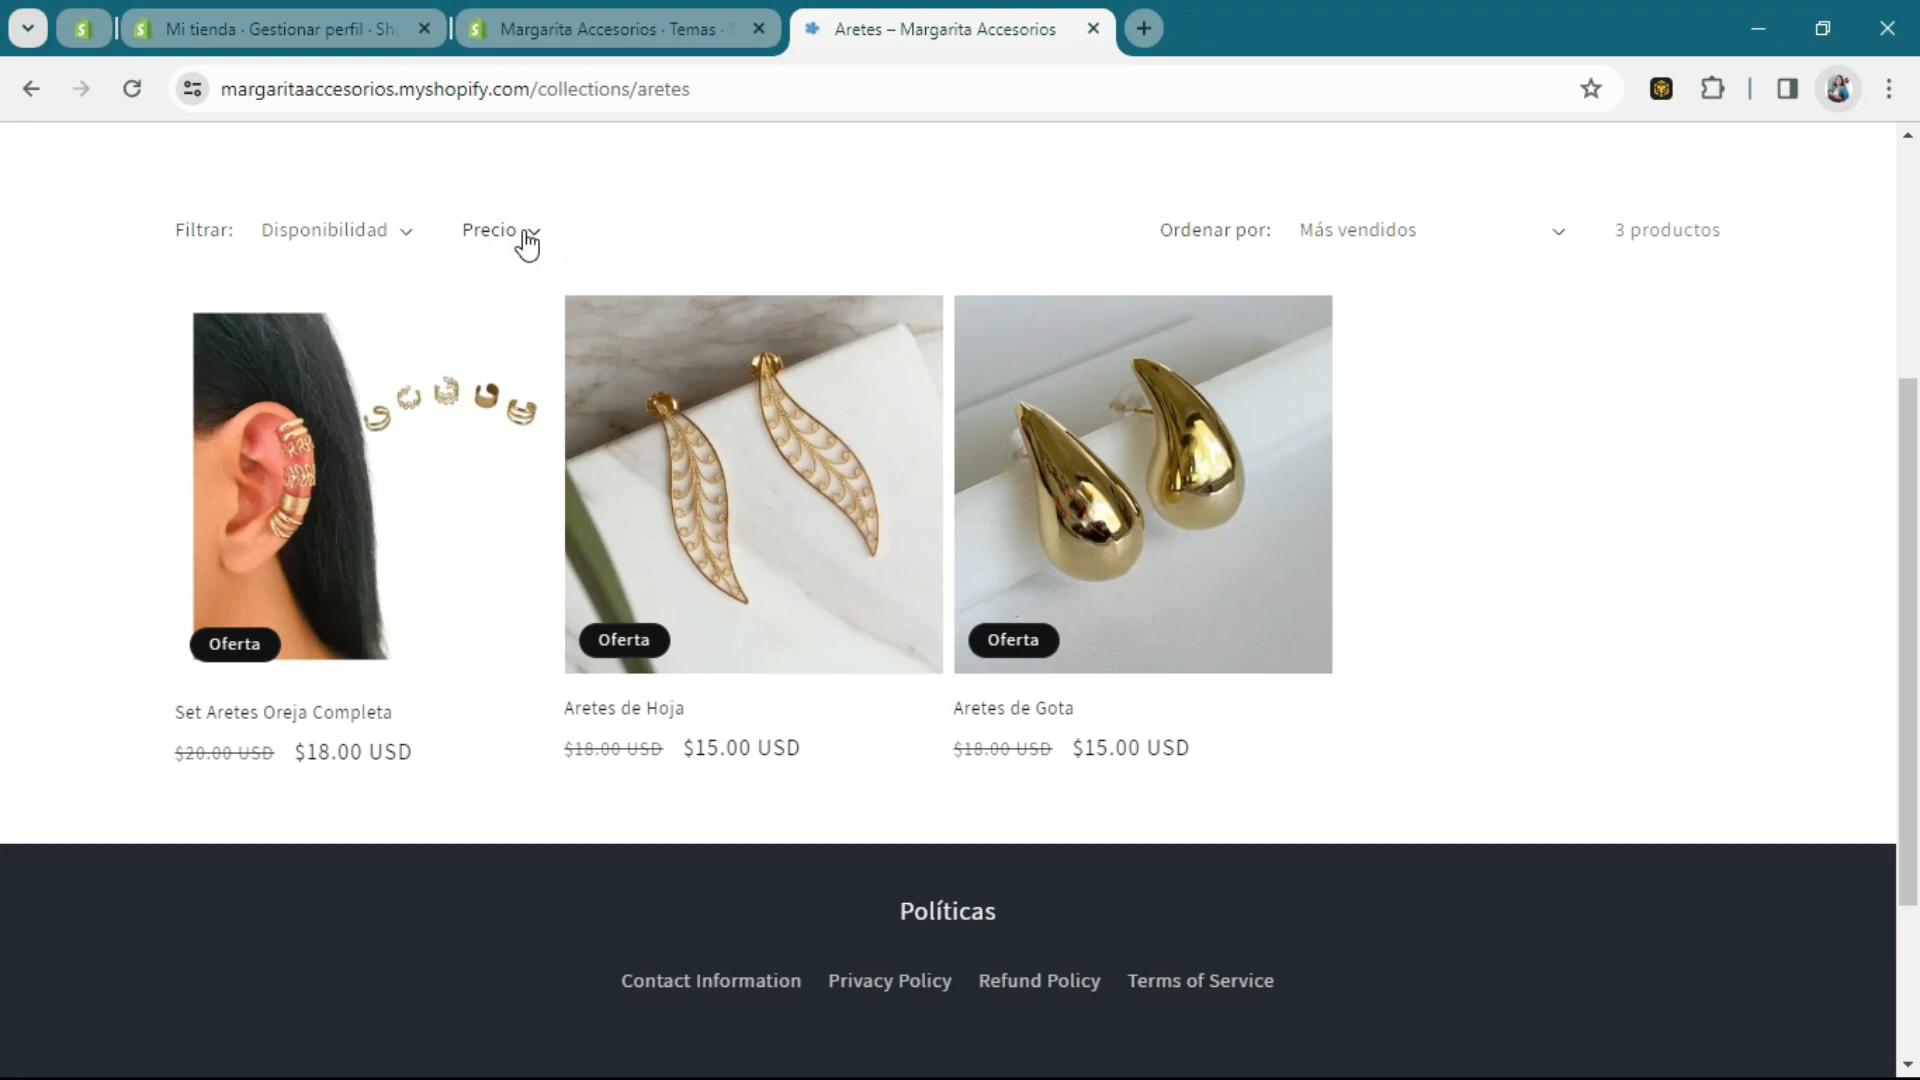 Mi tienda · Gestionar perfil · Sho
Margarita Accesorios · Temas · S
Aretes – Margarita Accesorios
margaritaaccesorios.myshopify.com/collections/aretes
Filtrar: Disponibilidad Precio Ordenar por: Más vendidos 3 productos
Oferta Oferta Oferta
Set Aretes Oreja Completa Aretes de Hoja Aretes de Gota
$20.00 USD $18.00 USD $18.00 USD $15.00 USD $18.00 USD $15.00 USD
Políticas
Contact Information Privacy Policy Refund Policy Terms of Service